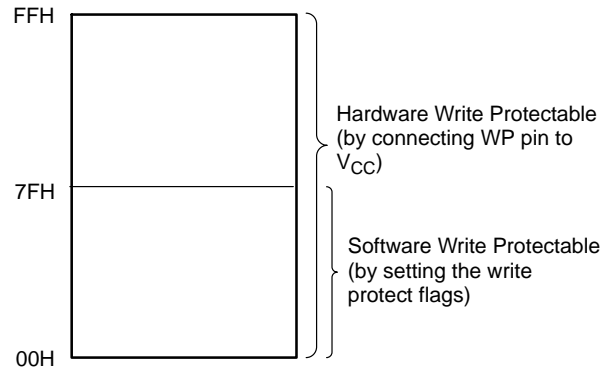 FFH
Hardware Write Protectable
(by connecting WP pin to
VCC)
7FH
Software Write Protectable
(by setting the write
protect flags)
00H